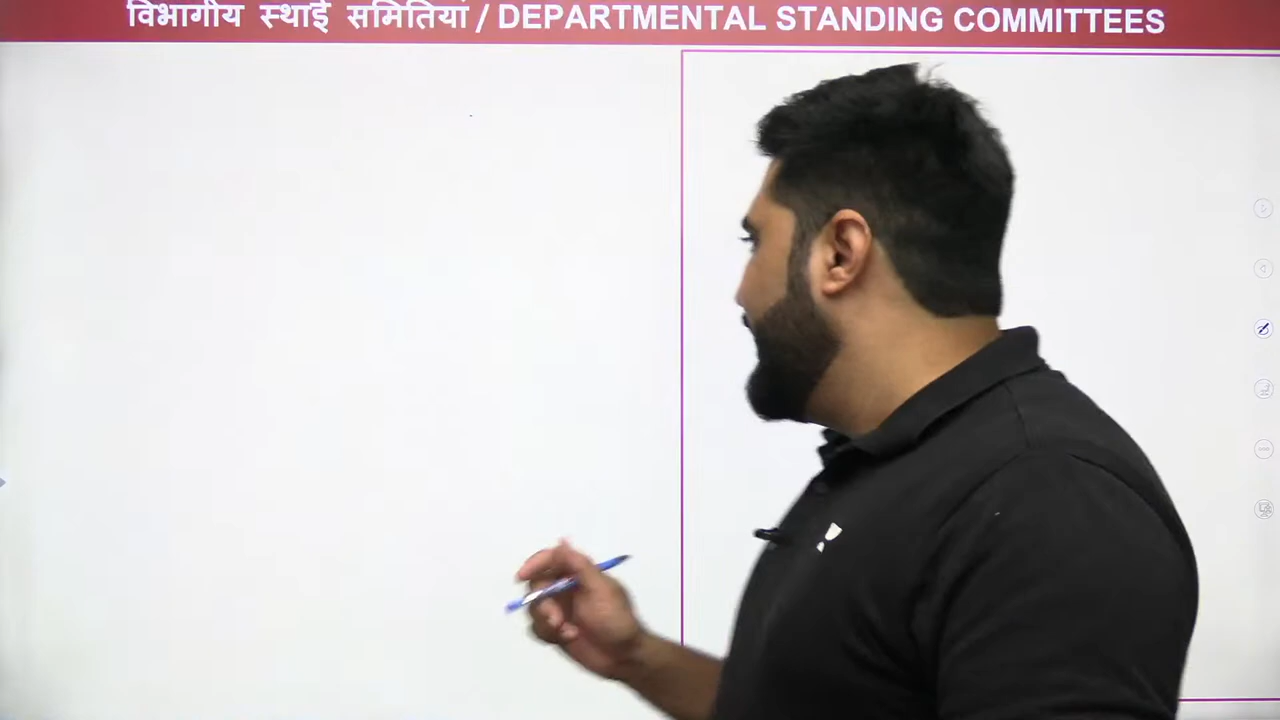 विभागीय स्थाई समितियां / DEPARTMENTAL STANDING COMMITTEES